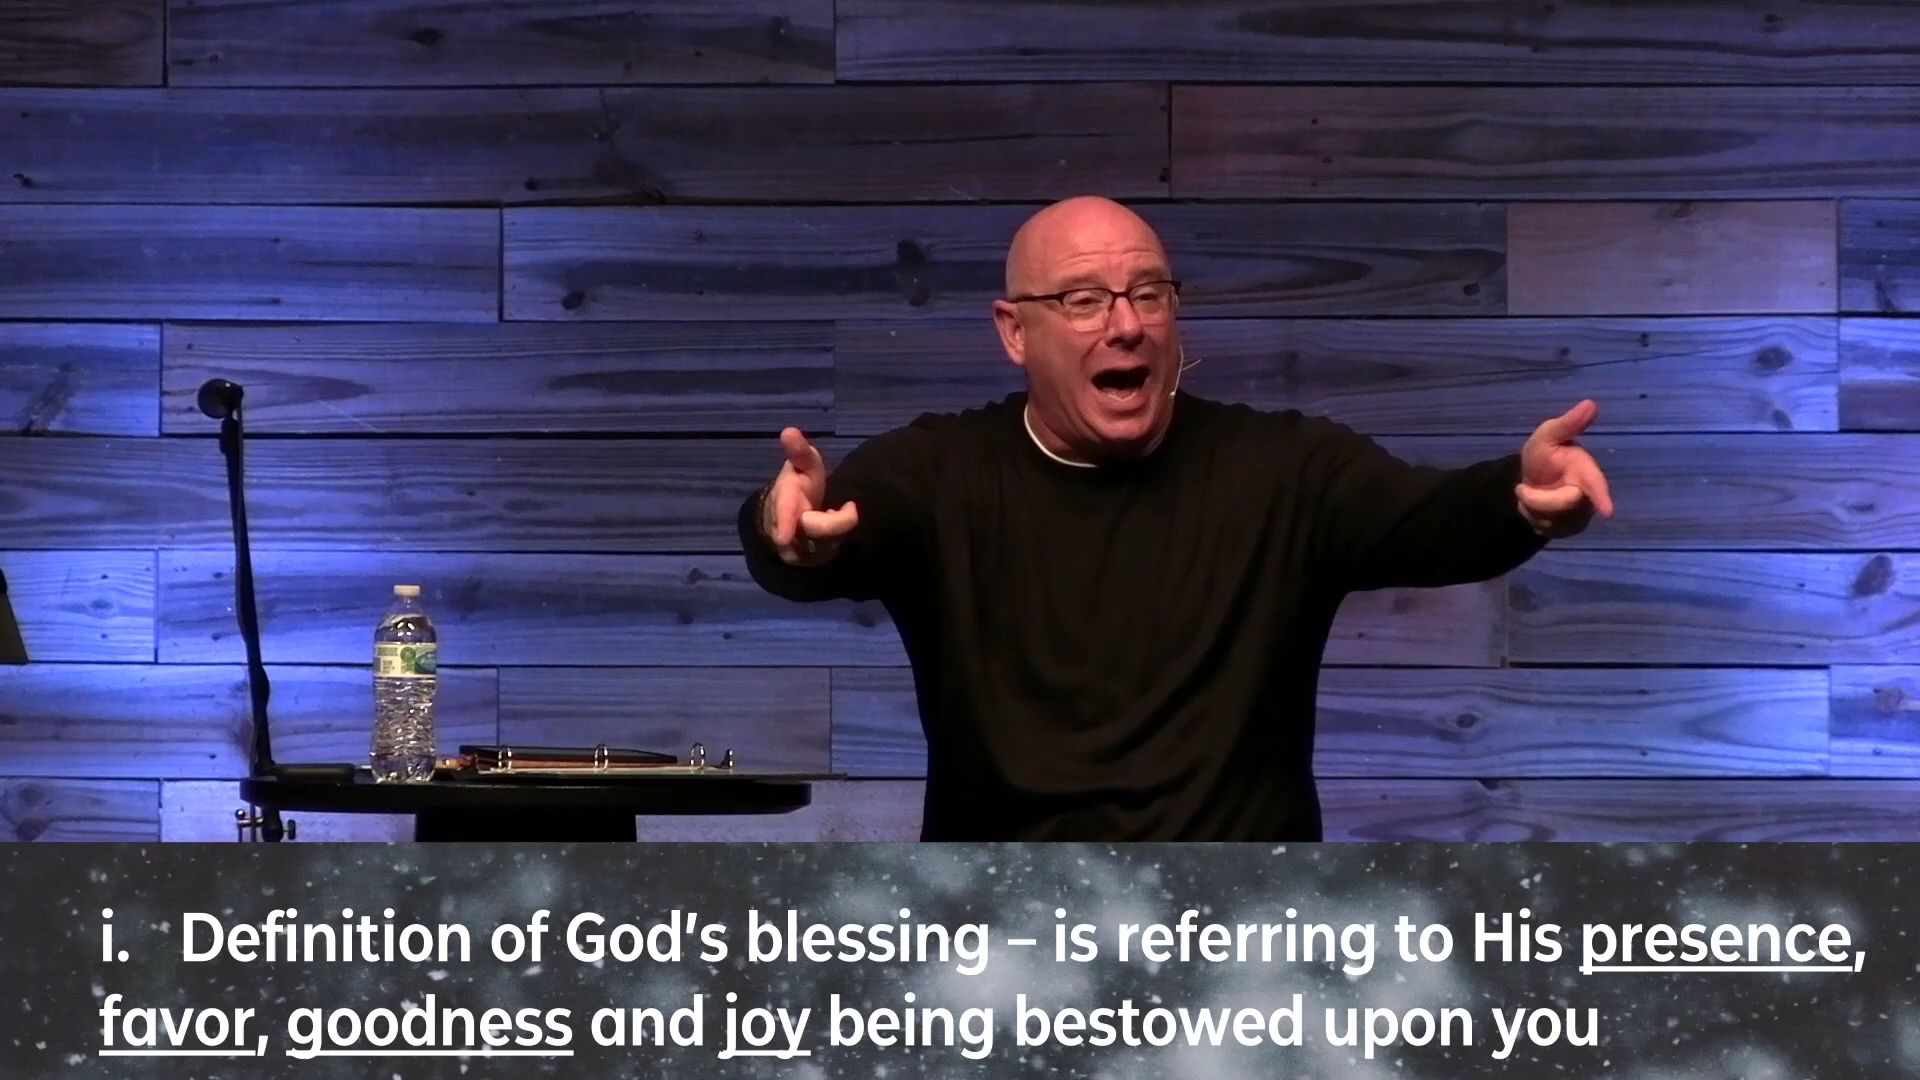 i. Definition of God's blessing – is referring to His presence,
favor, goodness and joy being bestowed upon you